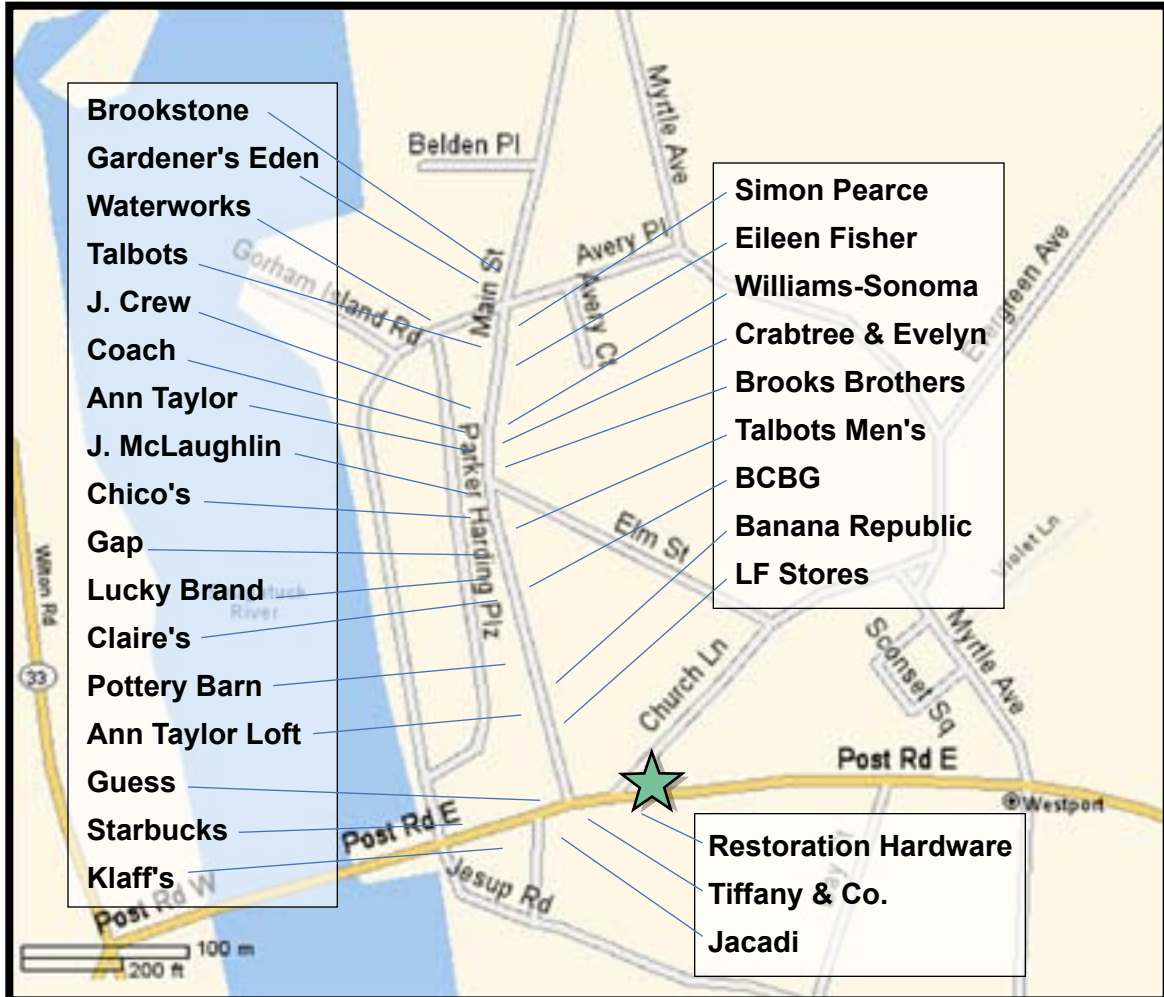 Brookstone
Gardener's Eden
Waterworks
Talbots
J. Crew
Coach
Ann Taylor
J. McLaughlin
Chico's
Gap
Lucky Brand
Claire's
Pottery Barn
Ann Taylor Loft
Guess
Starbucks
Klaff's
Belden Pl
Myrtle Ave
Main St
Avery Pl
Avery Ct
Gorham Island Rd
Parker Harding Plz
Elm St
Evergreen Ave
Violet Ln
Simon Pearce
Eileen Fisher
Williams-Sonoma
Crabtree & Evelyn
Brooks Brothers
Talbots Men's
BCBG
Banana Republic
LF Stores
Wilton Rd
33
River
Church Ln
Sconset Sq
Myrtle Ave
Post Rd E
Westport
Post Rd E
Post Rd W
Jesup Rd
Restoration Hardware
Tiffany & Co.
Jacadi
100 m
200 ft